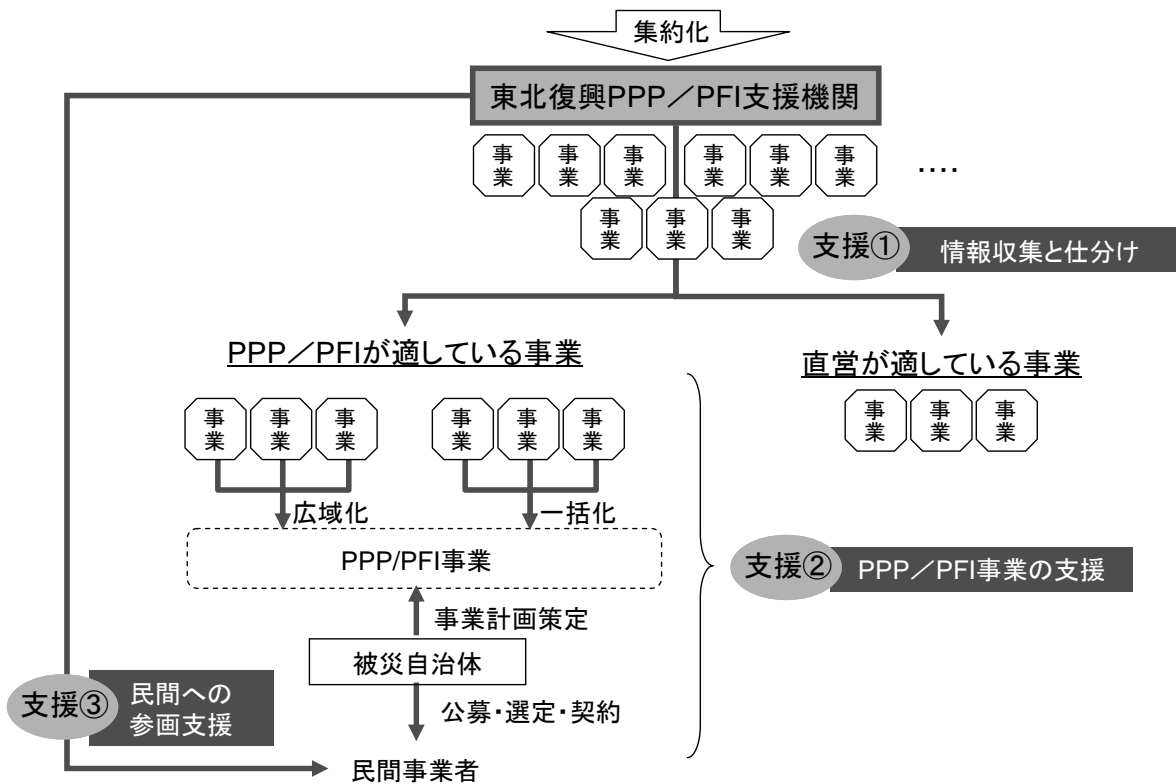 集約化
東北復興PPP／PFI支援機関
事業
事業
事業
事業
事業
事業
‥‥
事業
事業
事業
支援①
情報収集と仕分け
PPP／PFIが適している事業
直営が適している事業
事業
事業
事業
事業
事業
事業
事業
事業
事業
広域化
一括化
PPP/PFI事業
支援②
PPP／PFI事業の支援
事業計画策定
被災自治体
支援③
民間への
参画支援
公募・選定・契約
民間事業者